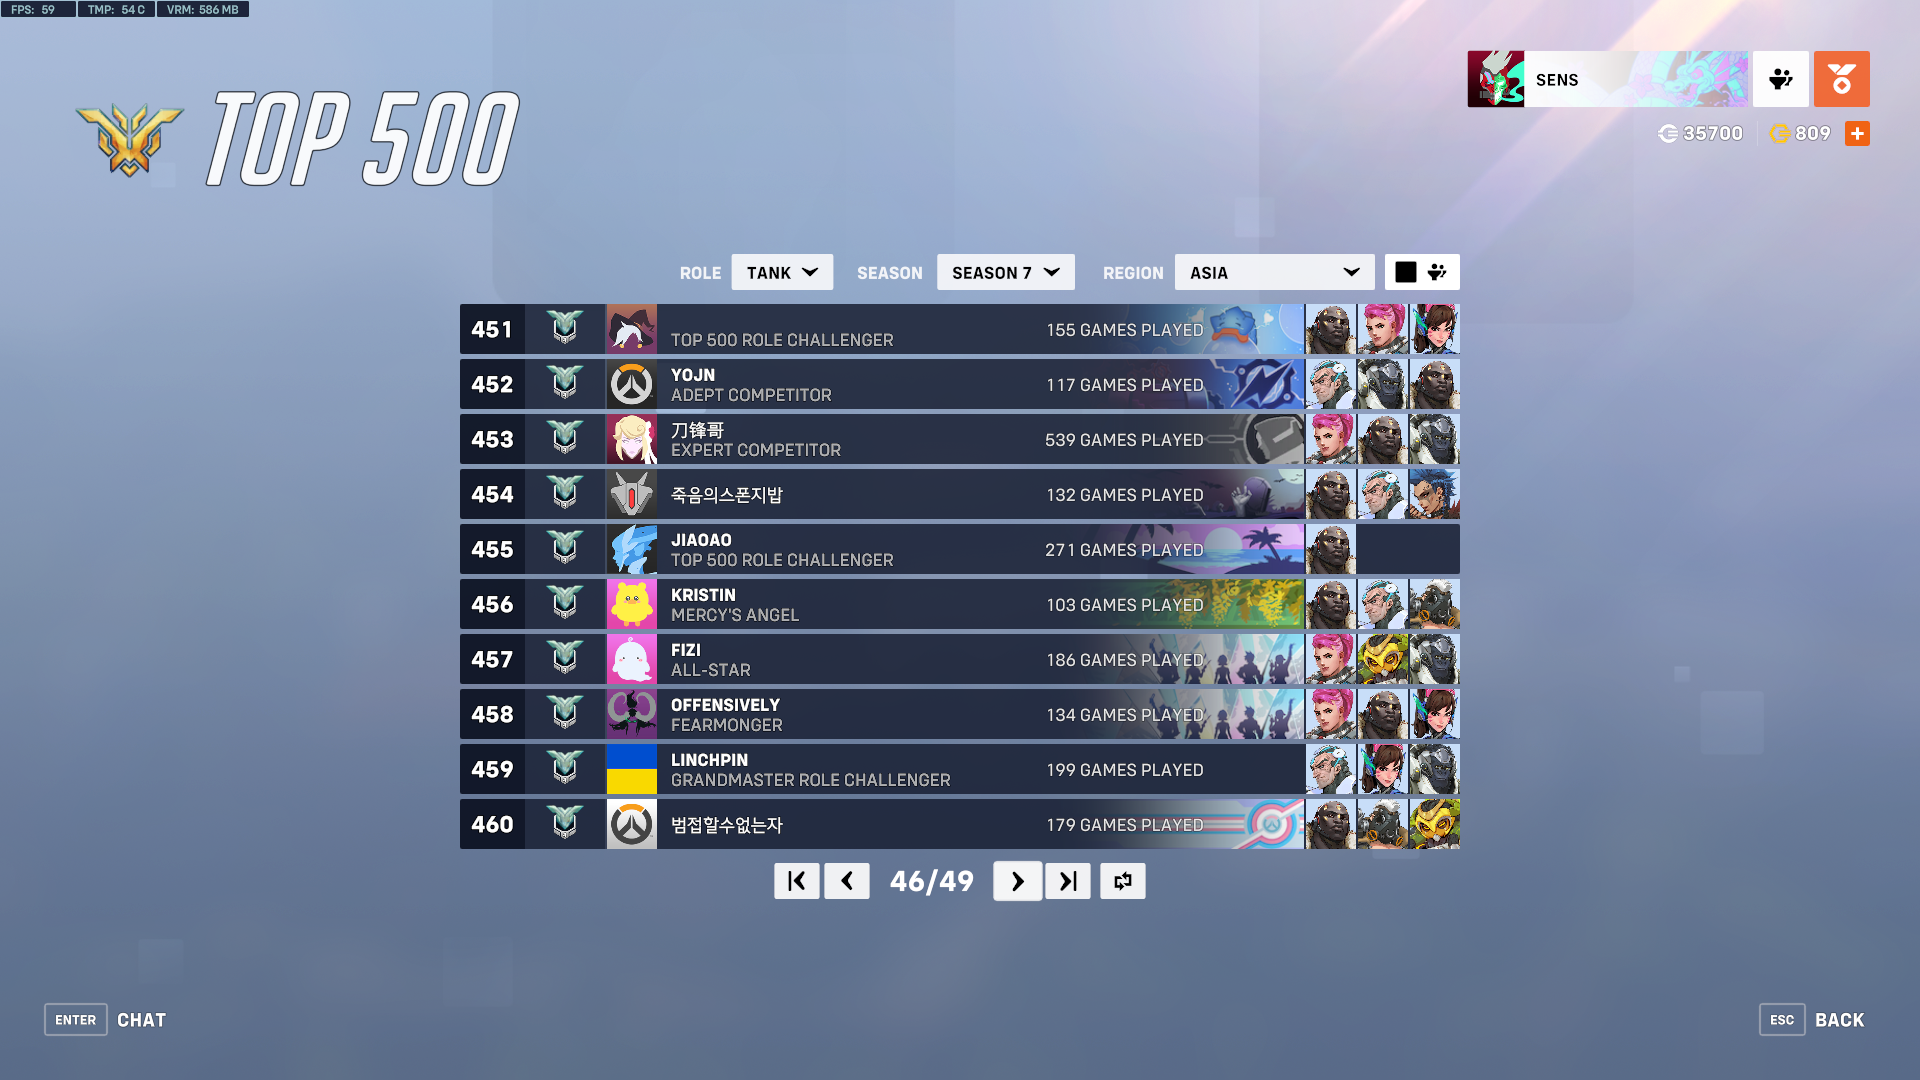 FPS: 59 TMP: 54 C VRM: 586 MB
SENS
TOP 500
35700 809
ROLE TANK SEASON SEASON 7 REGION ASIA
451 TOP 500 ROLE CHALLENGER 155 GAMES PLAYED
452 YOJN 117 GAMES PLAYED
ADEPT COMPETITOR
453 刀锋哥 539 GAMES PLAYED
EXPERT COMPETITOR
454 죽음의스폰지밥 132 GAMES PLAYED
455 JIAOAO 271 GAMES PLAYED
TOP 500 ROLE CHALLENGER
456 KRISTIN 103 GAMES PLAYED
MERCY'S ANGEL
457 FIZI 186 GAMES PLAYED
ALL-STAR
458 OFFENSIVELY 134 GAMES PLAYED
FEARMONGER
459 LINCHPIN 199 GAMES PLAYED
GRANDMASTER ROLE CHALLENGER
460 범접할수없는자 179 GAMES PLAYED
46/49
ENTER CHAT
ESC BACK